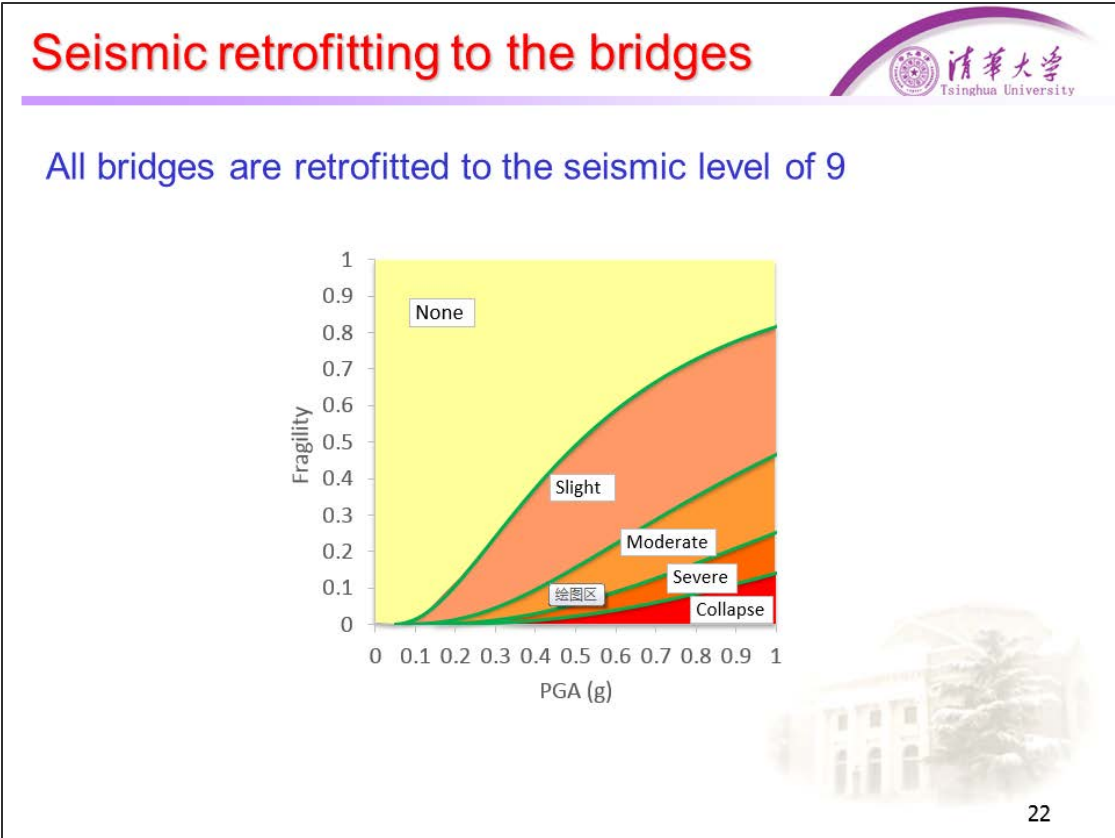 Seismic retrofitting to the bridges
清华大学
Tsinghua University
All bridges are retrofitted to the seismic level of 9
1
0.9
0.8
0.7
0.6
0.5
0.4
0.3
0.2
0.1
0
Fragility
None
Slight
Moderate
Severe
Collapse
绘图区
0 0.1 0.2 0.3 0.4 0.5 0.6 0.7 0.8 0.9 1
PGA (g)
22